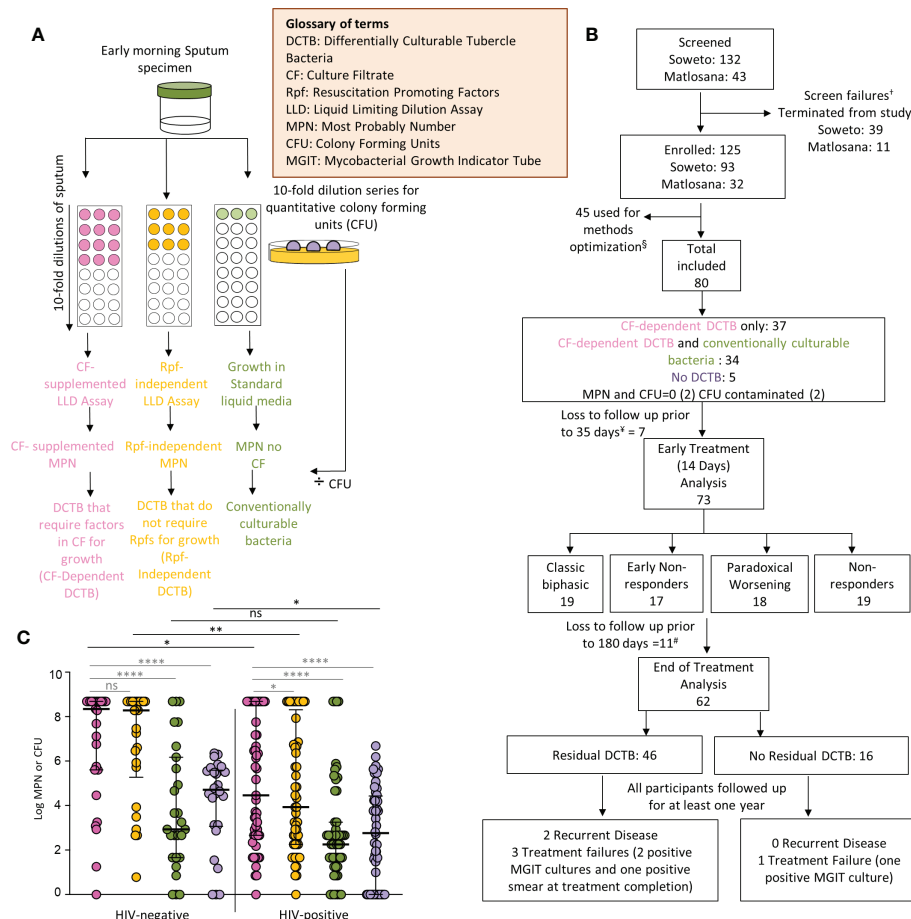 A
Early morning Sputum
specimen
Glossary of terms
DCTB: Differentially Culturable Tubercle
Bacteria
CF: Culture Filtrate
Rpf: Resuscitation Promoting Factors
LLD: Liquid Limiting Dilution Assay
MPN: Most Probably Number
CFU: Colony Forming Units
MGIT: Mycobacterial Growth Indicator Tube
10-fold dilutions of sputum
10-fold dilution series for
quantitative colony forming
units (CFU)
CF-
supplemented
LLD Assay
Rpf-
independent
LLD Assay
Growth in
Standard
liquid media
CF- supplemented
MPN
Rpf-independent
MPN
MPN no
CF
÷ CFU
DCTB that
require factors
in CF for
growth
(CF-Dependent
DCTB)
DCTB that do
not require
Rpfs for growth
(Rpf-
Independent
DCTB)
Conventionally
culturable
bacteria
B
Screened
Soweto: 132
Matlosana: 43
Screen failures†
Terminated from study
Soweto: 39
Matlosana: 11
Enrolled: 125
Soweto: 93
Matlosana: 32
45 used for
methods
optimization§
Total
included
80
CF-dependent DCTB only: 37
CF-dependent DCTB and conventionally culturable
bacteria : 34
No DCTB: 5
MPN and CFU=0 (2) CFU contaminated (2)
Loss to follow up prior
to 35 days¥ = 7
Early Treatment
(14 Days)
Analysis
73
Classic
biphasic
19
Early Non-
responders
17
Paradoxical
Worsening
18
Non-
responders
19
Loss to follow up prior
to 180 days =11#
End of Treatment
Analysis
62
Residual DCTB: 46
No Residual DCTB: 16
All participants followed up
for at least one year
2 Recurrent Disease
3 Treatment failures (2 positive
MGIT cultures and one positive
smear at treatment completion)
0 Recurrent Disease
1 Treatment Failure (one
positive MGIT culture)
C
*
ns
**
*
****
****
ns
****
****
*
Log MPN or CFU
10
8
6
4
2
0
HIV-negative
HIV-positive